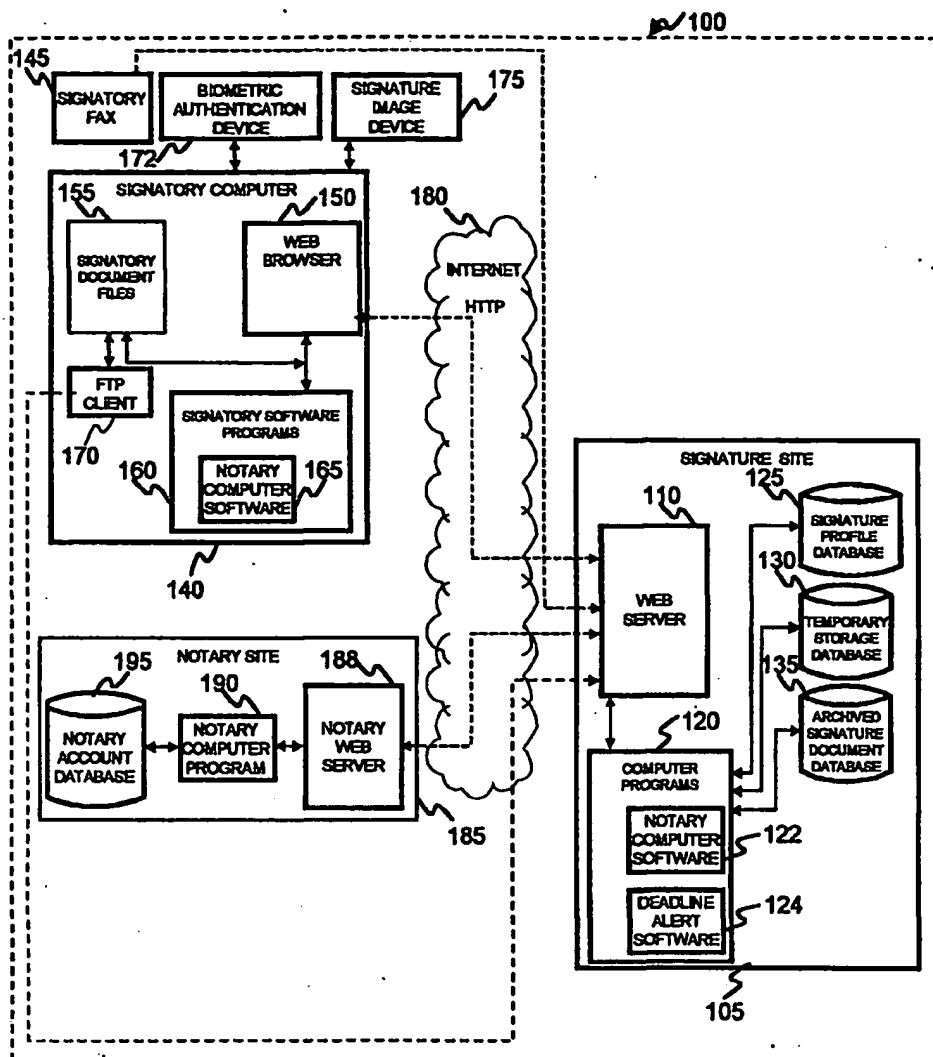 100
145
SIGNATORY
FAX
BIOMETRIC
AUTHENTICATION
DEVICE
172
SIGNATURE
IMAGE
DEVICE
175
SIGNATORY COMPUTER
155
SIGNATORY
DOCUMENT
FILES
150
WEB
BROWSER
FTP
CLIENT
170
SIGNATORY SOFTWARE
PROGRAMS
160
NOTARY
COMPUTER
SOFTWARE
165
140
180
INTERNET
HTTP
SIGNATURE SITE
110
WEB
SERVER
125
SIGNATURE
PROFILE
DATABASE
130
TEMPORARY
STORAGE
DATABASE
135
ARCHIVED
SIGNATURE
DOCUMENT
DATABASE
120
COMPUTER
PROGRAMS
NOTARY
COMPUTER
SOFTWARE
122
DEADLINE
ALERT
SOFTWARE
124
105
NOTARY SITE
195
NOTARY
ACCOUNT
DATABASE
190
NOTARY
COMPUTER
PROGRAM
188
NOTARY
WEB
SERVER
185